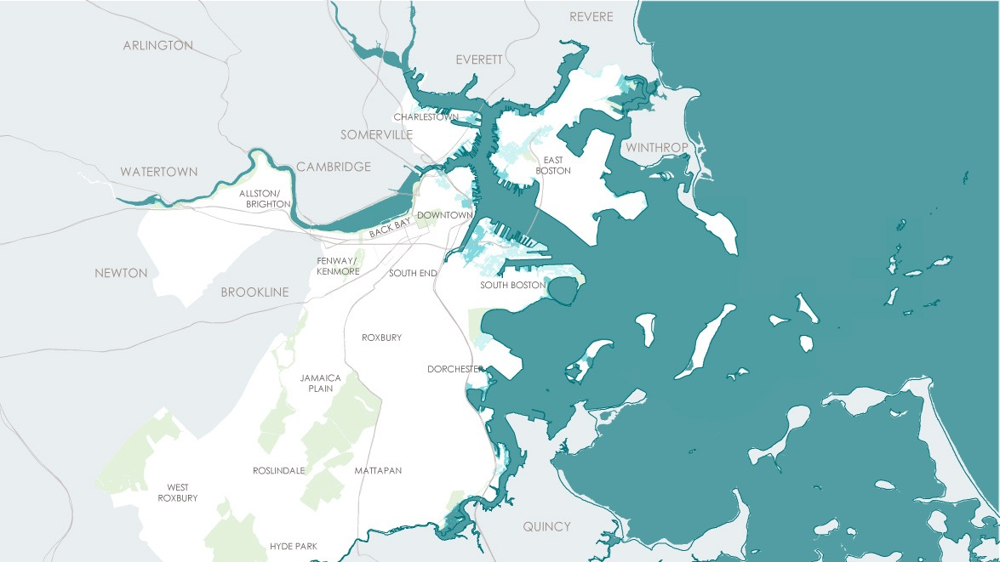 REVERE
ARLINGTON
EVERETT
CHARLESTOWN
SOMERVILLE
WINTHROP
CAMBRIDGE
WATERTOWN
EAST
BOSTON
ALLSTON/
BRIGHTON
DOWNTOWN
BACK BAY
FENWAY/
KENMORE
NEWTON
SOUTH END
BROOKLINE
SOUTH BOSTON
ROXBURY
DORCHESTER
JAMAICA
PLAIN
ROSLINDALE
MATTAPAN
WEST
ROXBURY
QUINCY
HYDE PARK